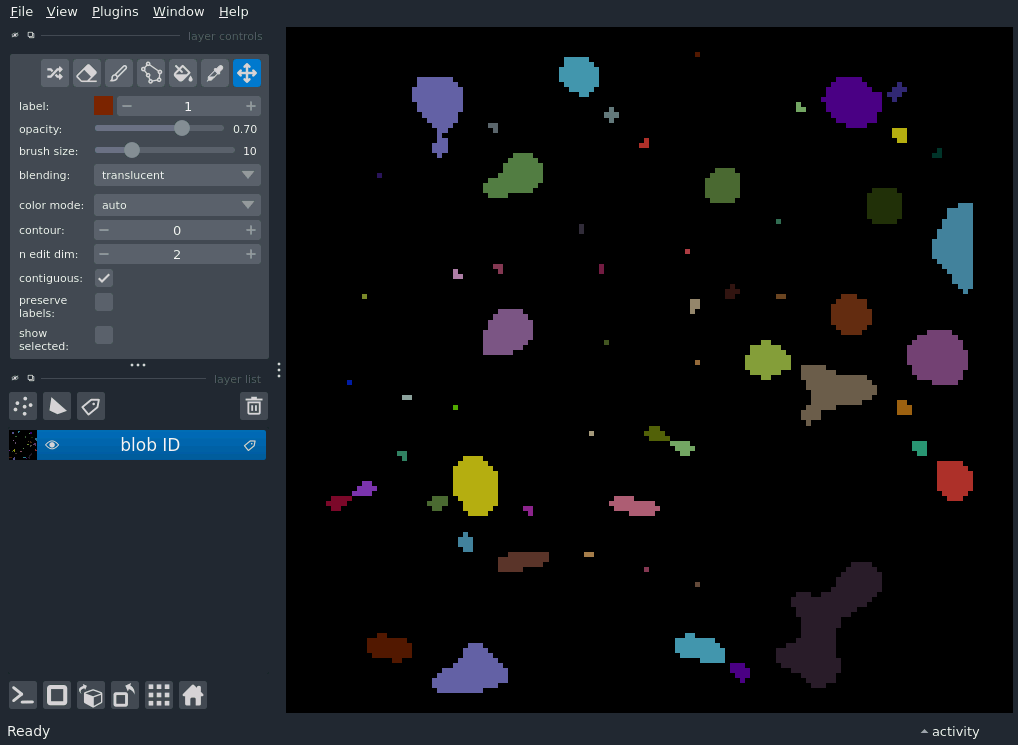 File View Plugins Window Help
layer controls
label: 1
opacity: 0.70
brush size: 10
blending: translucent
color mode: auto
contour: 0
n edit dim: 2
contiguous:
preserve
labels:
show
selected:
layer list
blob ID
Ready
activity